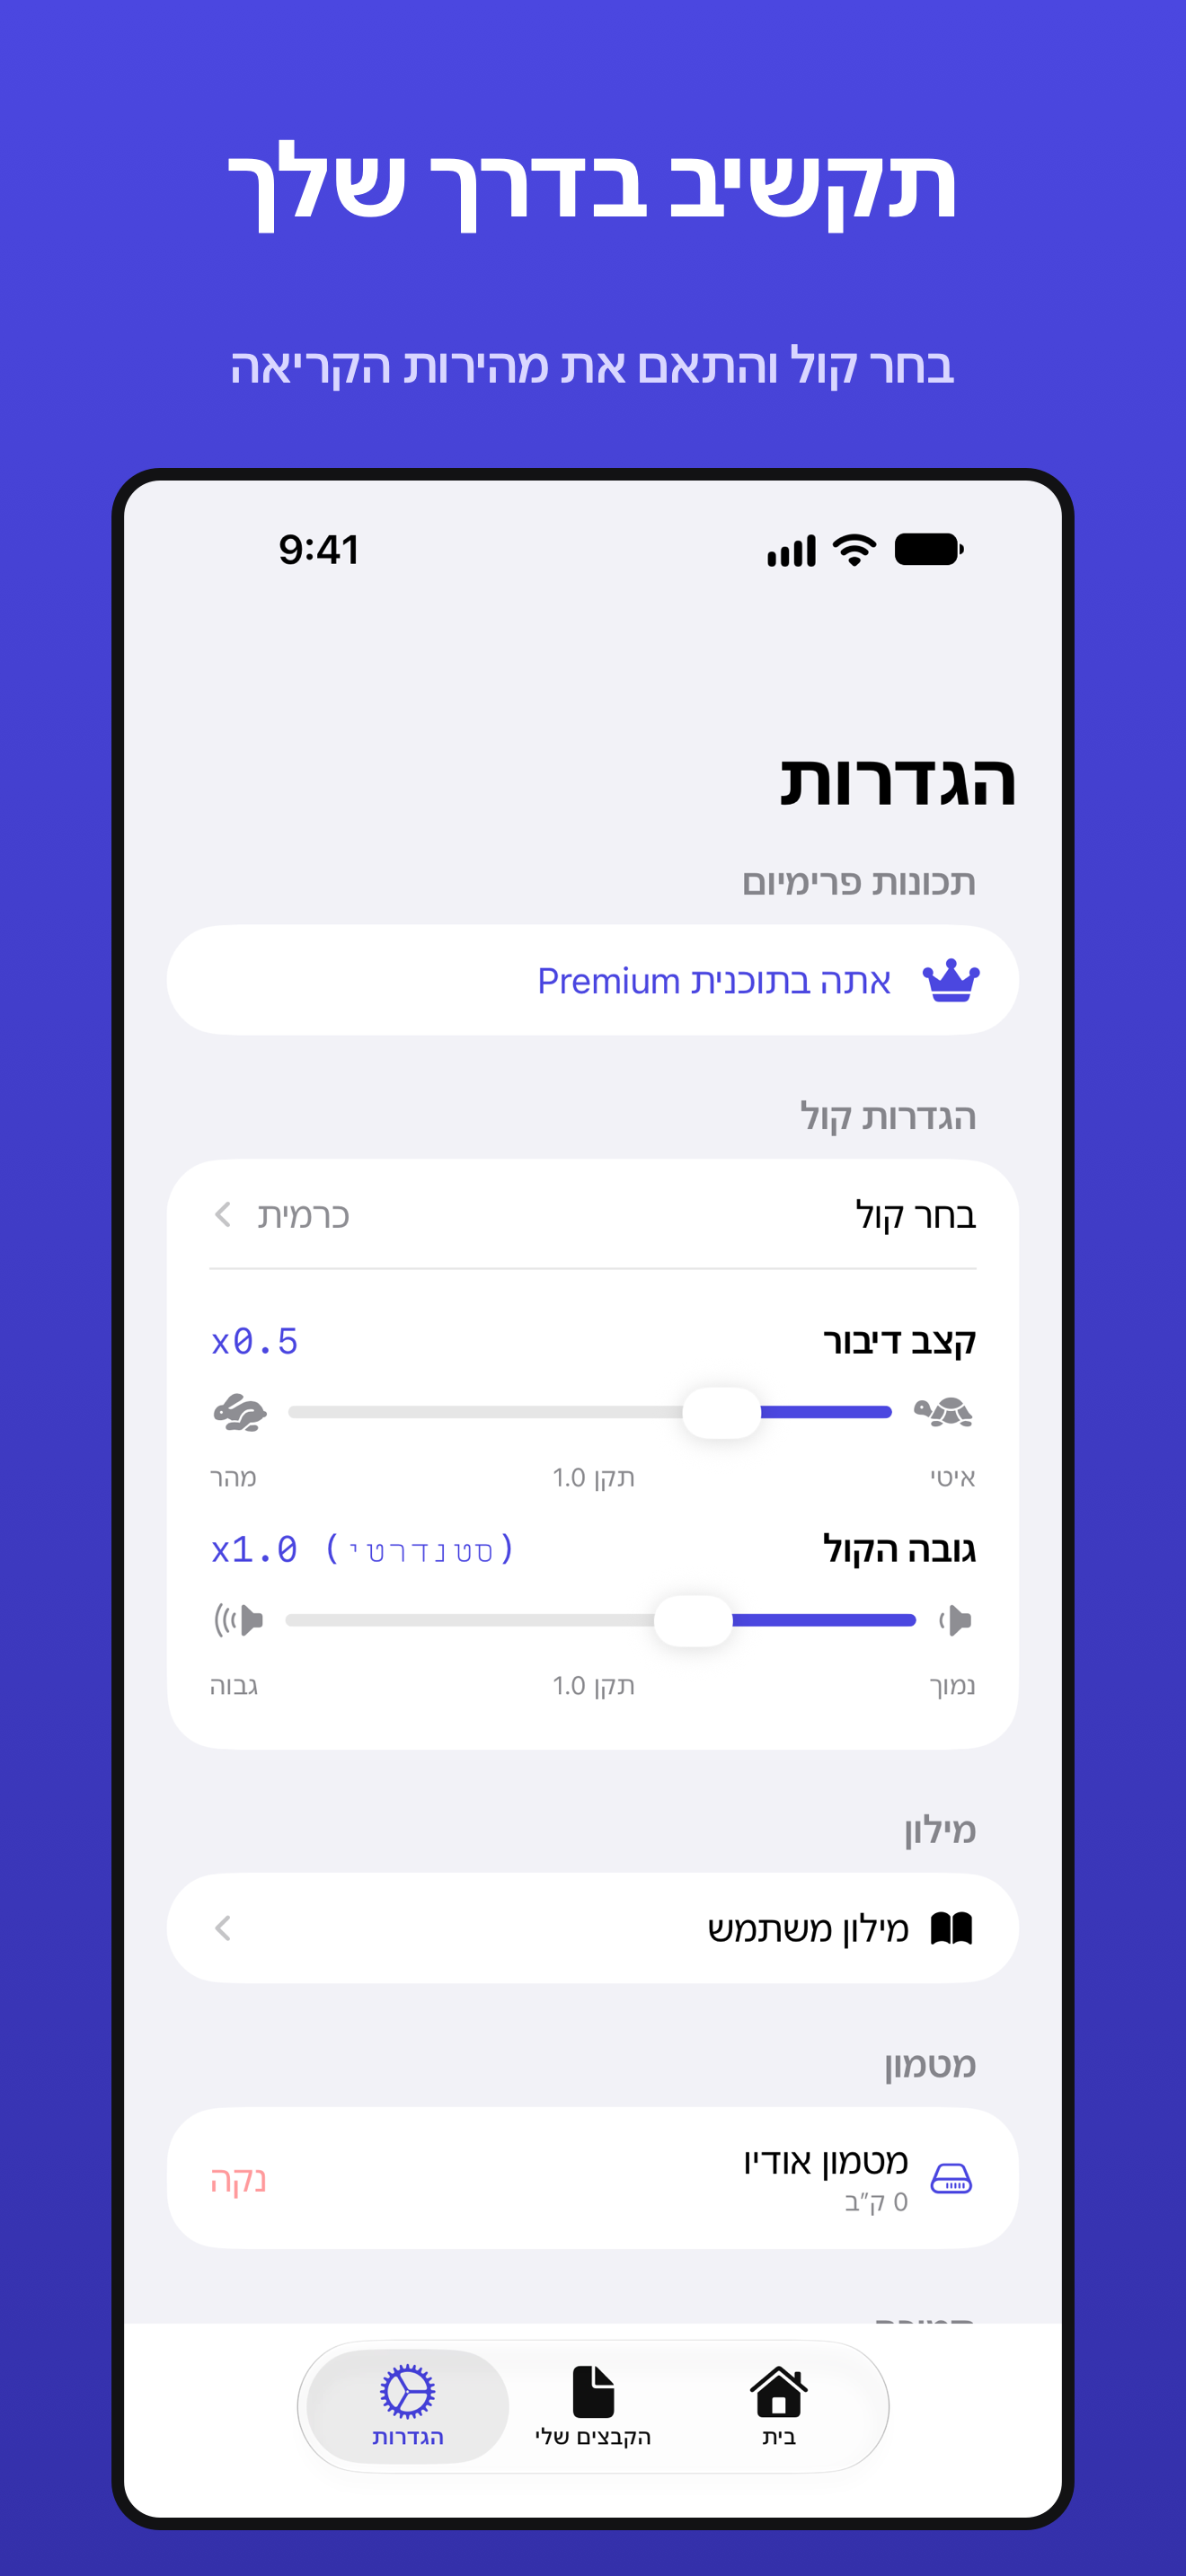 תקשיב בדרך שלך
בחר קול והתאם את מהירות הקריאה
9:41
הגדרות
תכונות פרימיום
אתה בתוכנית Premium
הגדרות קול
בחר קול כרמית
קצב דיבור x0.5
איטי תקן 1.0 מהר
גובה הקול x1.0 (סטנדרטי)
נמוך תקן 1.0 גבוה
מילון
מילון משתמש
מטמון
מטמון אודיו
0 ק״ב
נקה
בית הקבצים שלי הגדרות